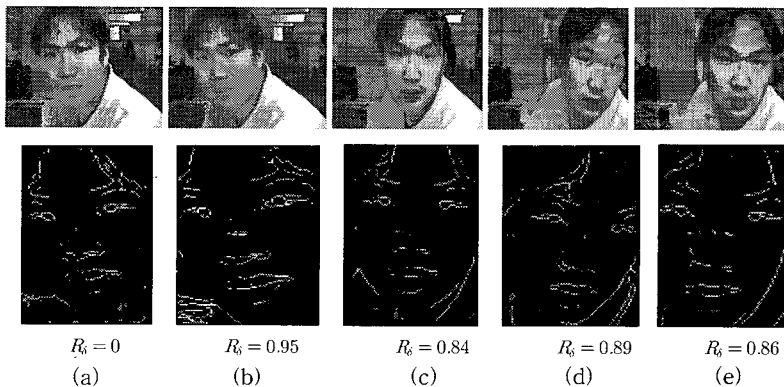 R_δ = 0 R_δ = 0.95 R_δ = 0.84 R_δ = 0.89 R_δ = 0.86
(a) (b) (c) (d) (e)